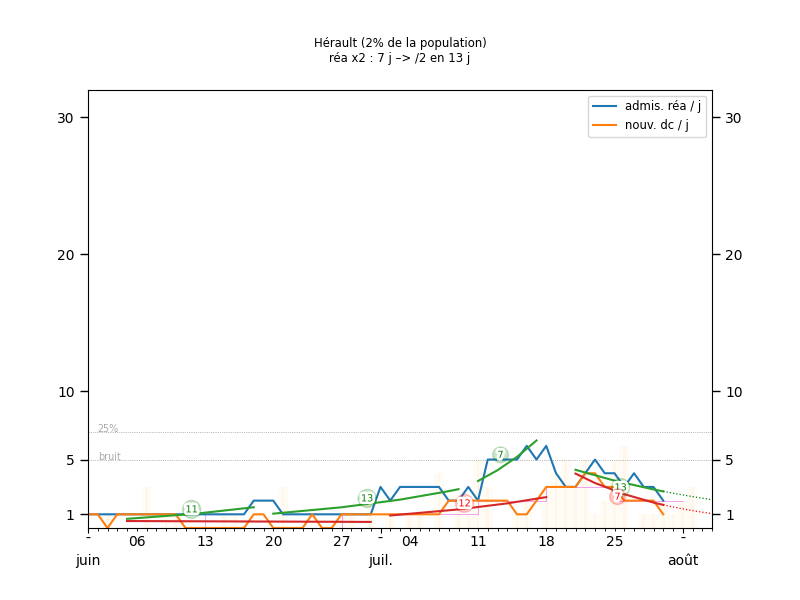 Hérault (2% de la population)
réa x2 : 7 j –> /2 en 13 j
admis. réa / j
nouv. dc / j
30 30
20 20
10 10
25%
bruit
5 5
1 1
11 13 12 7 13 7
- 06 13 20 27 - 04 11 18 25 -
juin juil. août